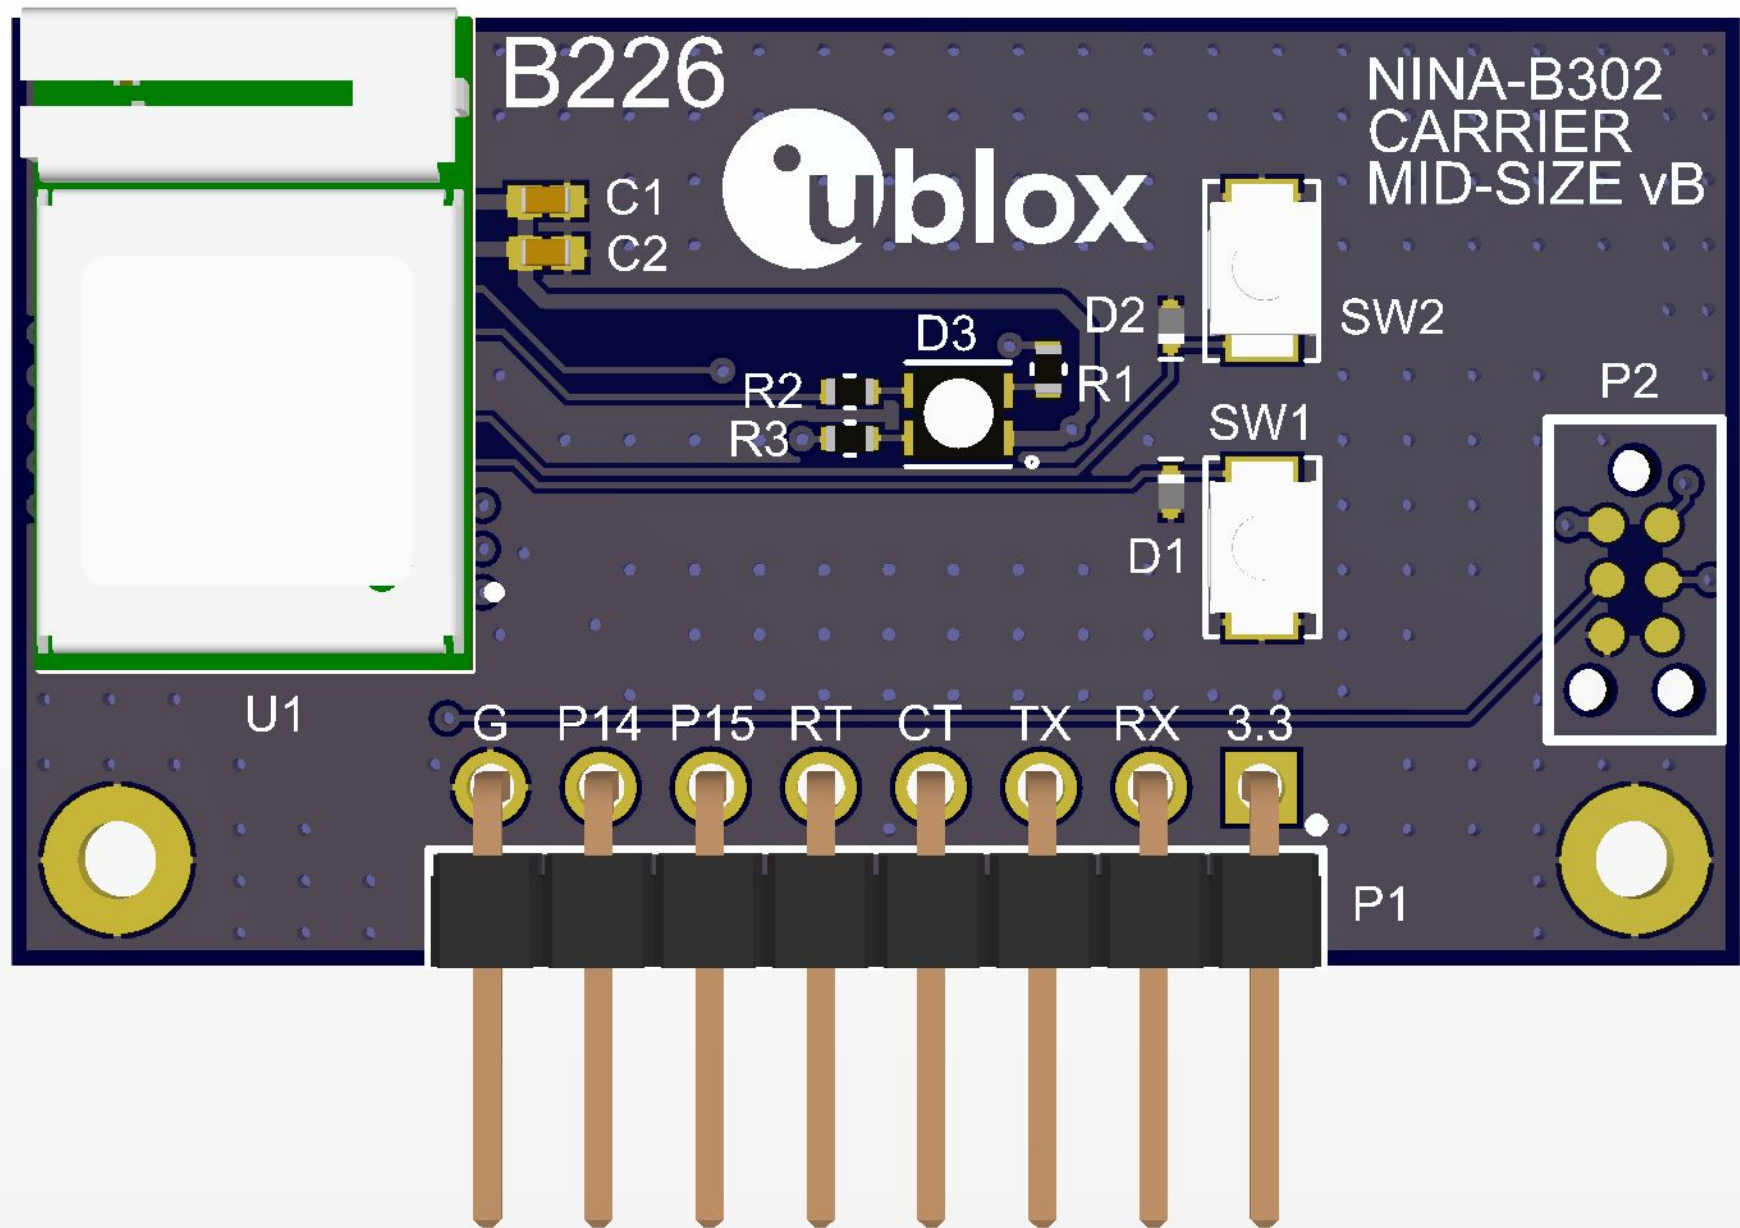 B226
NINA-B302
CARRIER
MID-SIZE vB
ublox
C1
C2
D2
SW2
D3
R2
R1
P2
R3
SW1
D1
U1
G P14 P15 RT CT TX RX 3.3
P1